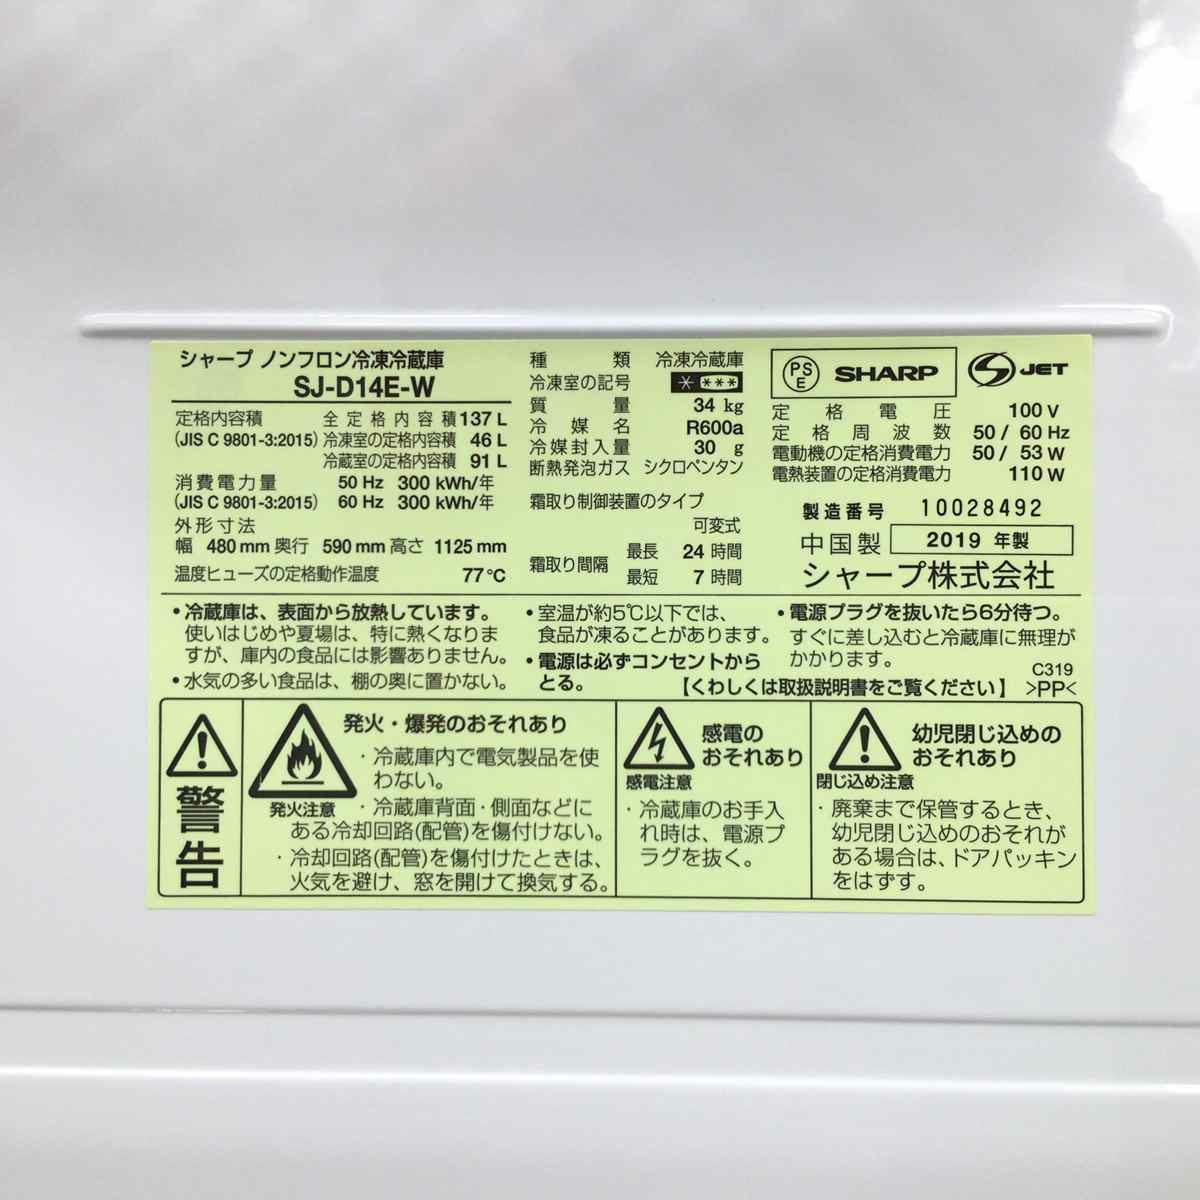 シャープ ノンフロン冷凍冷蔵庫
SJ-D14E-W
定格内容積 全定格内容積 137 L
(JIS C 9801-3:2015) 冷凍室の定格内容積 46 L
冷蔵室の定格内容積 91 L
消費電力量 50 Hz 300 kWh/年
(JIS C 9801-3:2015) 60 Hz 300 kWh/年
外形寸法
幅 480 mm 奥行 590 mm 高さ 1125 mm
温度ヒューズの定格動作温度 77℃
種類 冷凍冷蔵庫
冷凍室の記号 * ***
質量 34 kg
冷媒名 R600a
冷媒封入量 30 g
断熱発泡ガス シクロペンタン
霜取り制御装置のタイプ
可変式
霜取り間隔 最長 24 時間
最短 7 時間
PS E SHARP S JET
定格電圧 100 V
定格周波数 50 / 60 Hz
電動機の定格消費電力 50 / 53 W
電熱装置の定格消費電力 110 W
製造番号 10028492
中国製 2019 年製
シャープ株式会社
・冷蔵庫は、表面から放熱しています。
使いはじめや夏場は、特に熱くなりま
すが、庫内の食品には影響ありません。
・水気の多い食品は、棚の奥に置かない。
・室温が約5℃以下では、
食品が凍ることがあります。
・電源は必ずコンセントから
とる。
・電源プラグを抜いたら6分待つ。
すぐに差し込むと冷蔵庫に無理が
かかります。
C319
【くわしくは取扱説明書をご覧ください】 >PP<
警告
発火・爆発のおそれあり
発火注意
・冷蔵庫内で電気製品を使
わない。
・冷蔵庫背面・側面などに
ある冷却回路(配管)を傷付けない。
・冷却回路(配管)を傷付けたときは、
火気を避け、窓を開けて換気する。
感電の
おそれあり
感電注意
・冷蔵庫のお手入
れ時は、電源プ
ラグを抜く。
幼児閉じ込めの
おそれあり
閉じ込め注意
・廃棄まで保管するとき、
幼児閉じ込めのおそれが
ある場合は、ドアパッキン
をはずす。